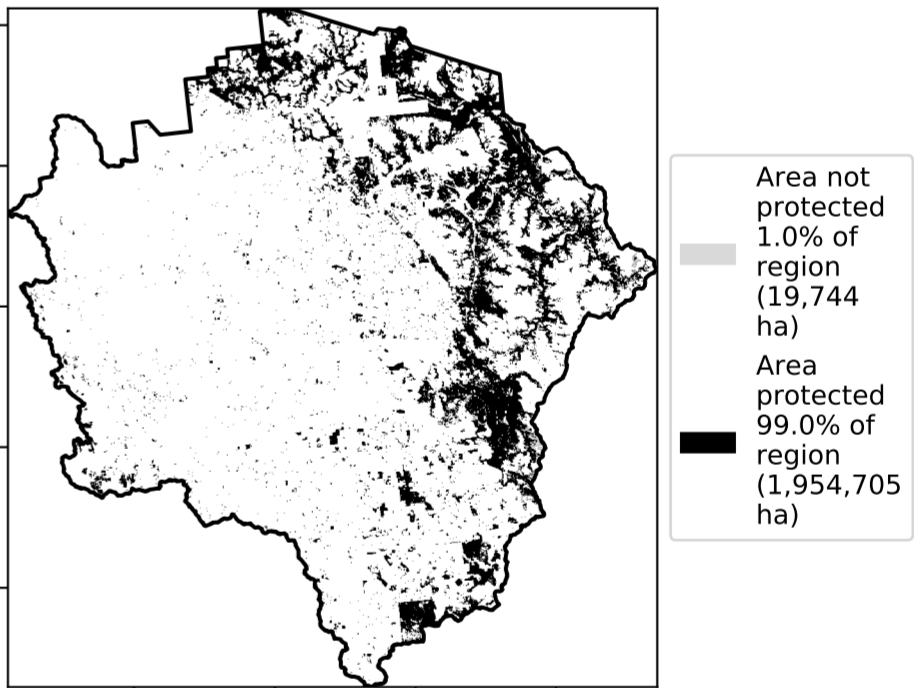 Area not
protected
1.0% of
region
(19,744
ha)
Area
protected
99.0% of
region
(1,954,705
ha)